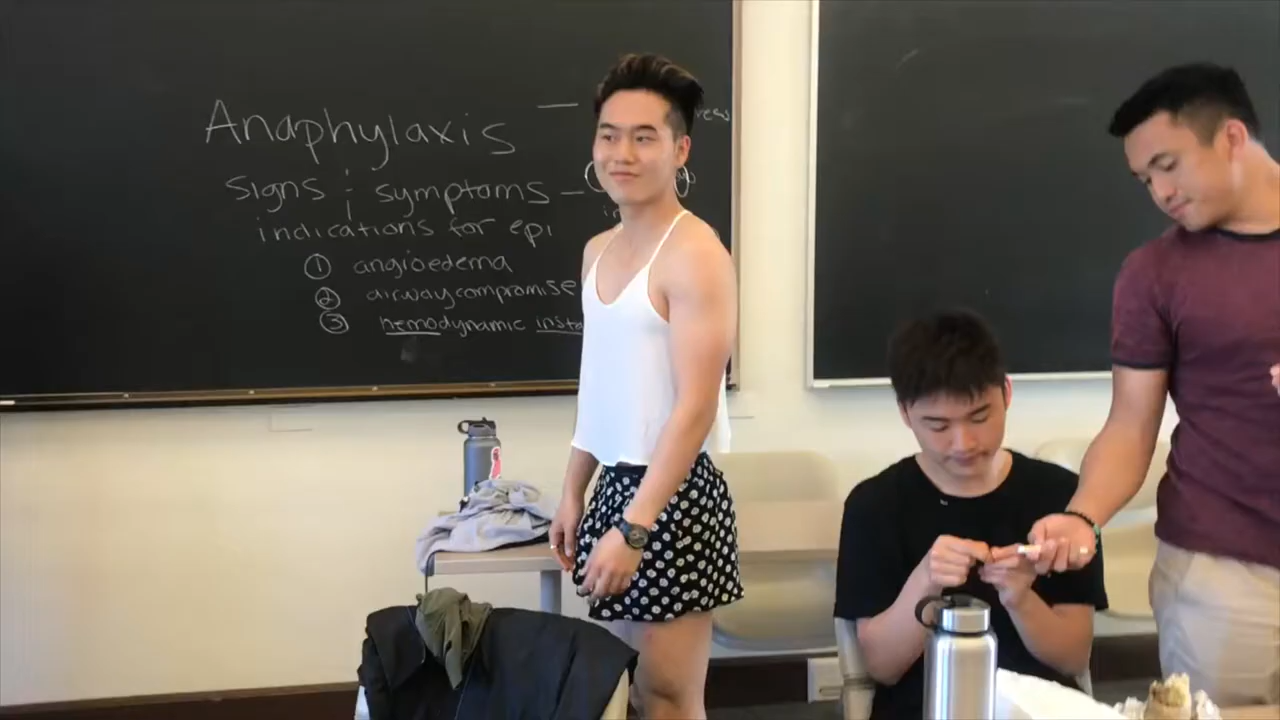 Anaphylaxis —
signs ; symptoms —
indications for epi
① angioedema
② airway compromise
③ hemodynamic insta